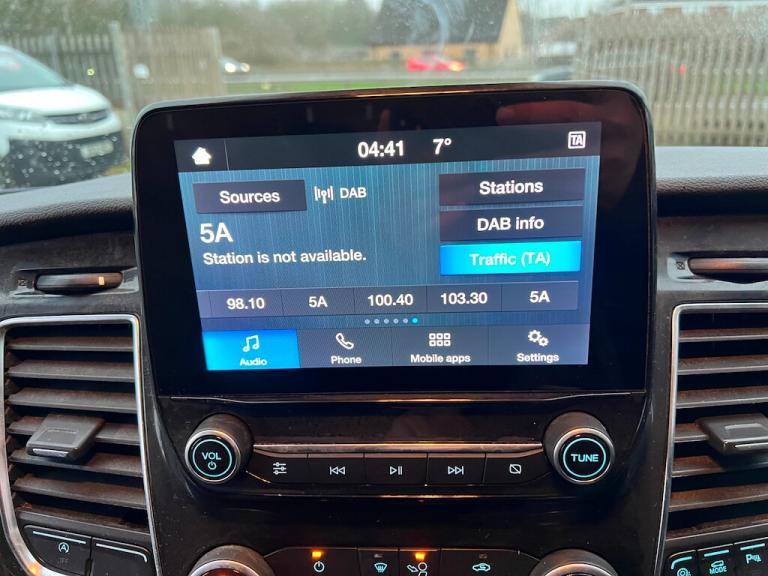 04:41 7° TA
Sources DAB Stations
5A DAB info
Station is not available. Traffic (TA)
98.10 5A 100.40 103.30 5A
Audio Phone Mobile apps Settings
VOL TUNE
A
MODE